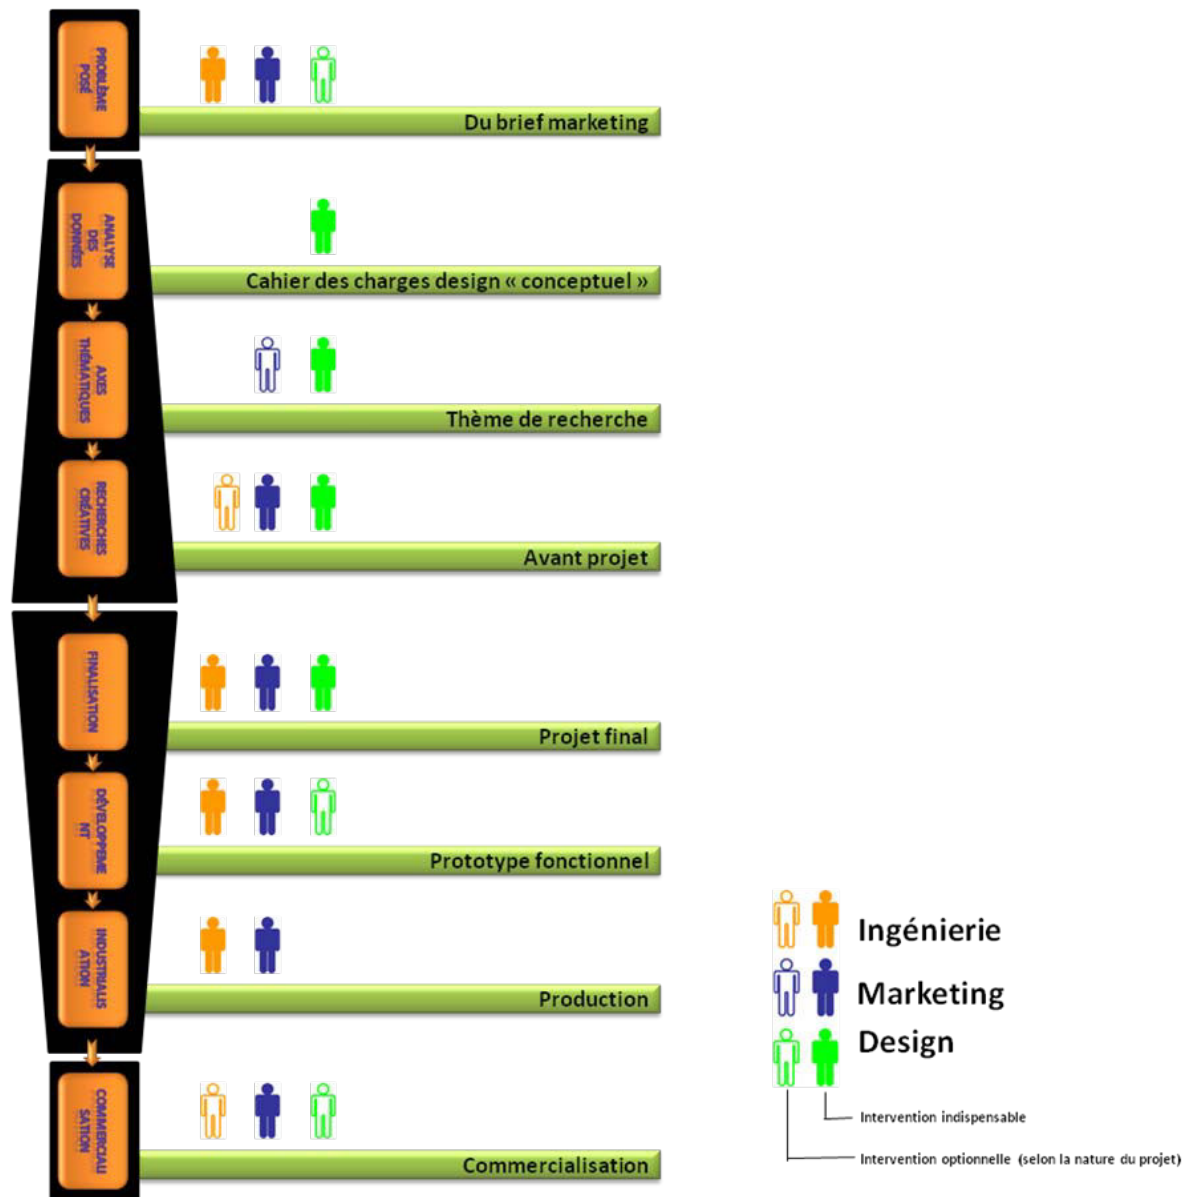 PROBLÈME
POSÉ
Du brief marketing
ANALYSE
DES
DONNÉES
Cahier des charges design « conceptuel »
AXES
THÉMATIQUES
Thème de recherche
RECHERCHES
CRÉATIVES
Avant projet
FINALISATION
Projet final
DÉVELOPPEME
NT
Prototype fonctionnel
INDUSTRIALIS
ATION
Production
COMMERCIALI
SATION
Commercialisation
Ingénierie
Marketing
Design
Intervention indispensable
Intervention optionnelle (selon la nature du projet)